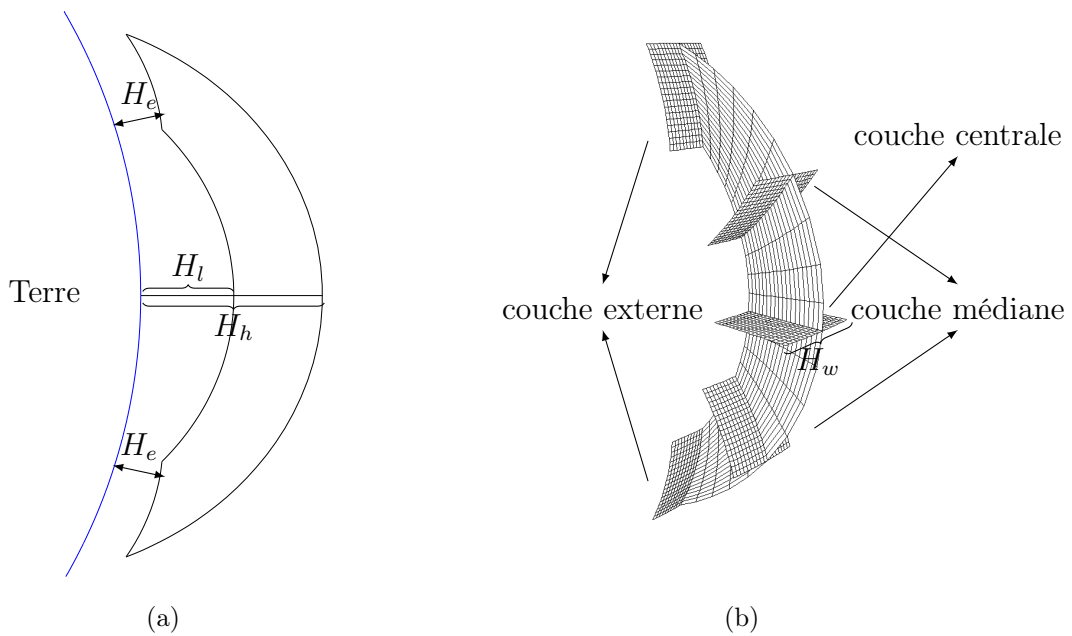 H_e
H_l
Terre
H_h
H_e
(a)
couche centrale
couche externe
couche médiane
H_w
(b)